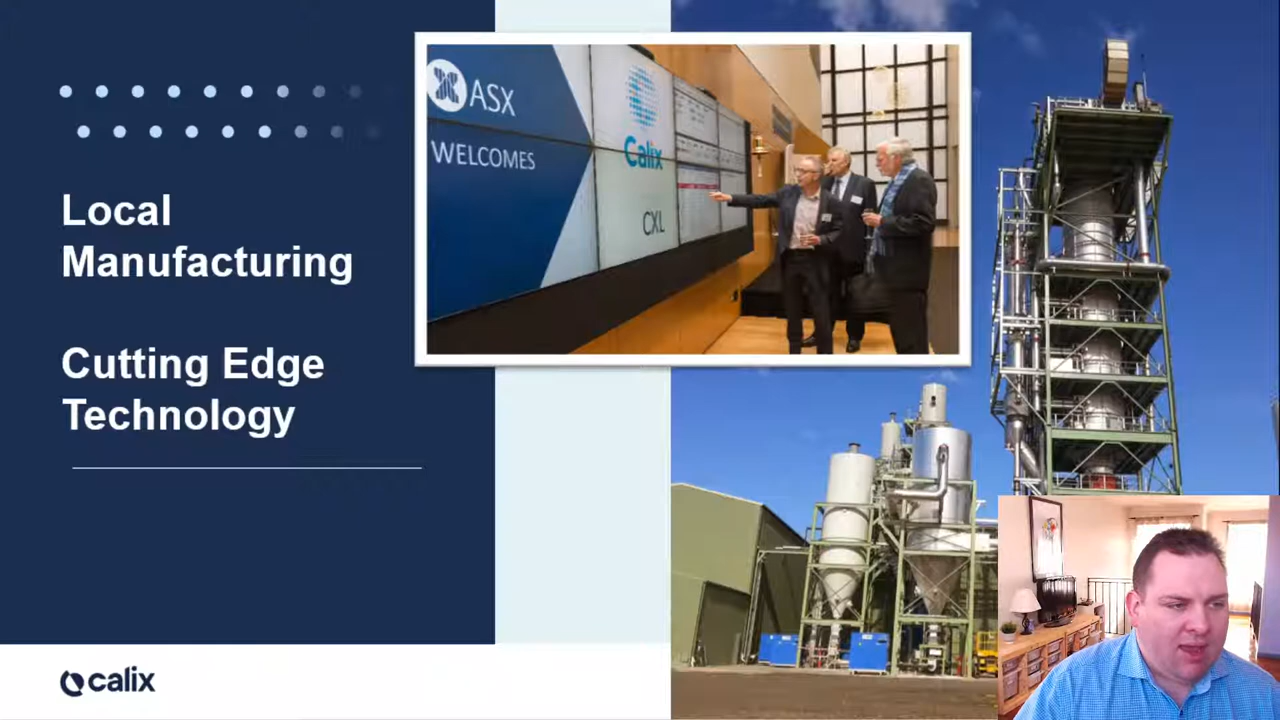 Local
Manufacturing
Cutting Edge
Technology
ASX
WELCOMES
Calix
CXL
calix